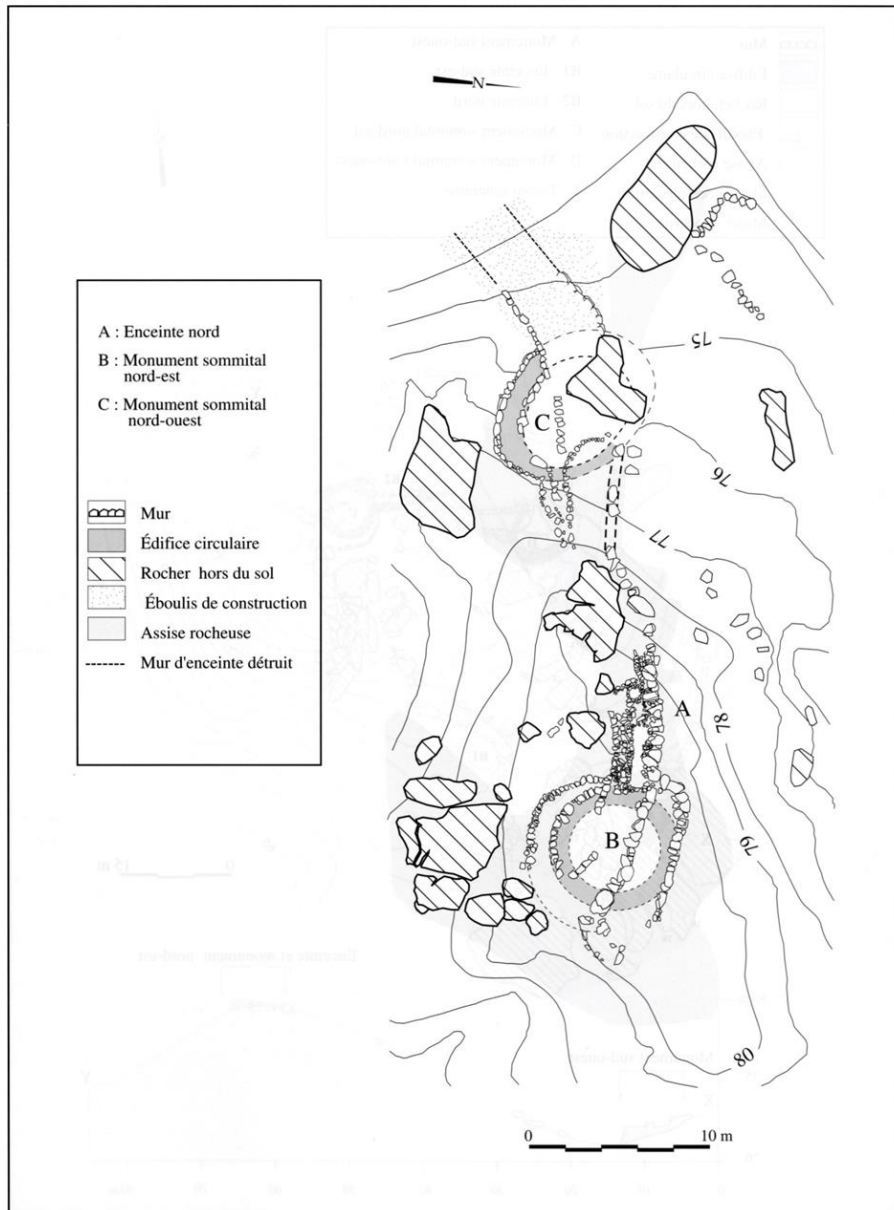 N
A : Enceinte nord
B : Monument sommital
nord-est
C : Monument sommital
nord-ouest
Mur
Édifice circulaire
Rocher hors du sol
Éboulis de construction
Assise rocheuse
Mur d'enceinte détruit
75
C
76
77
A
78
B
79
80
0 10 m